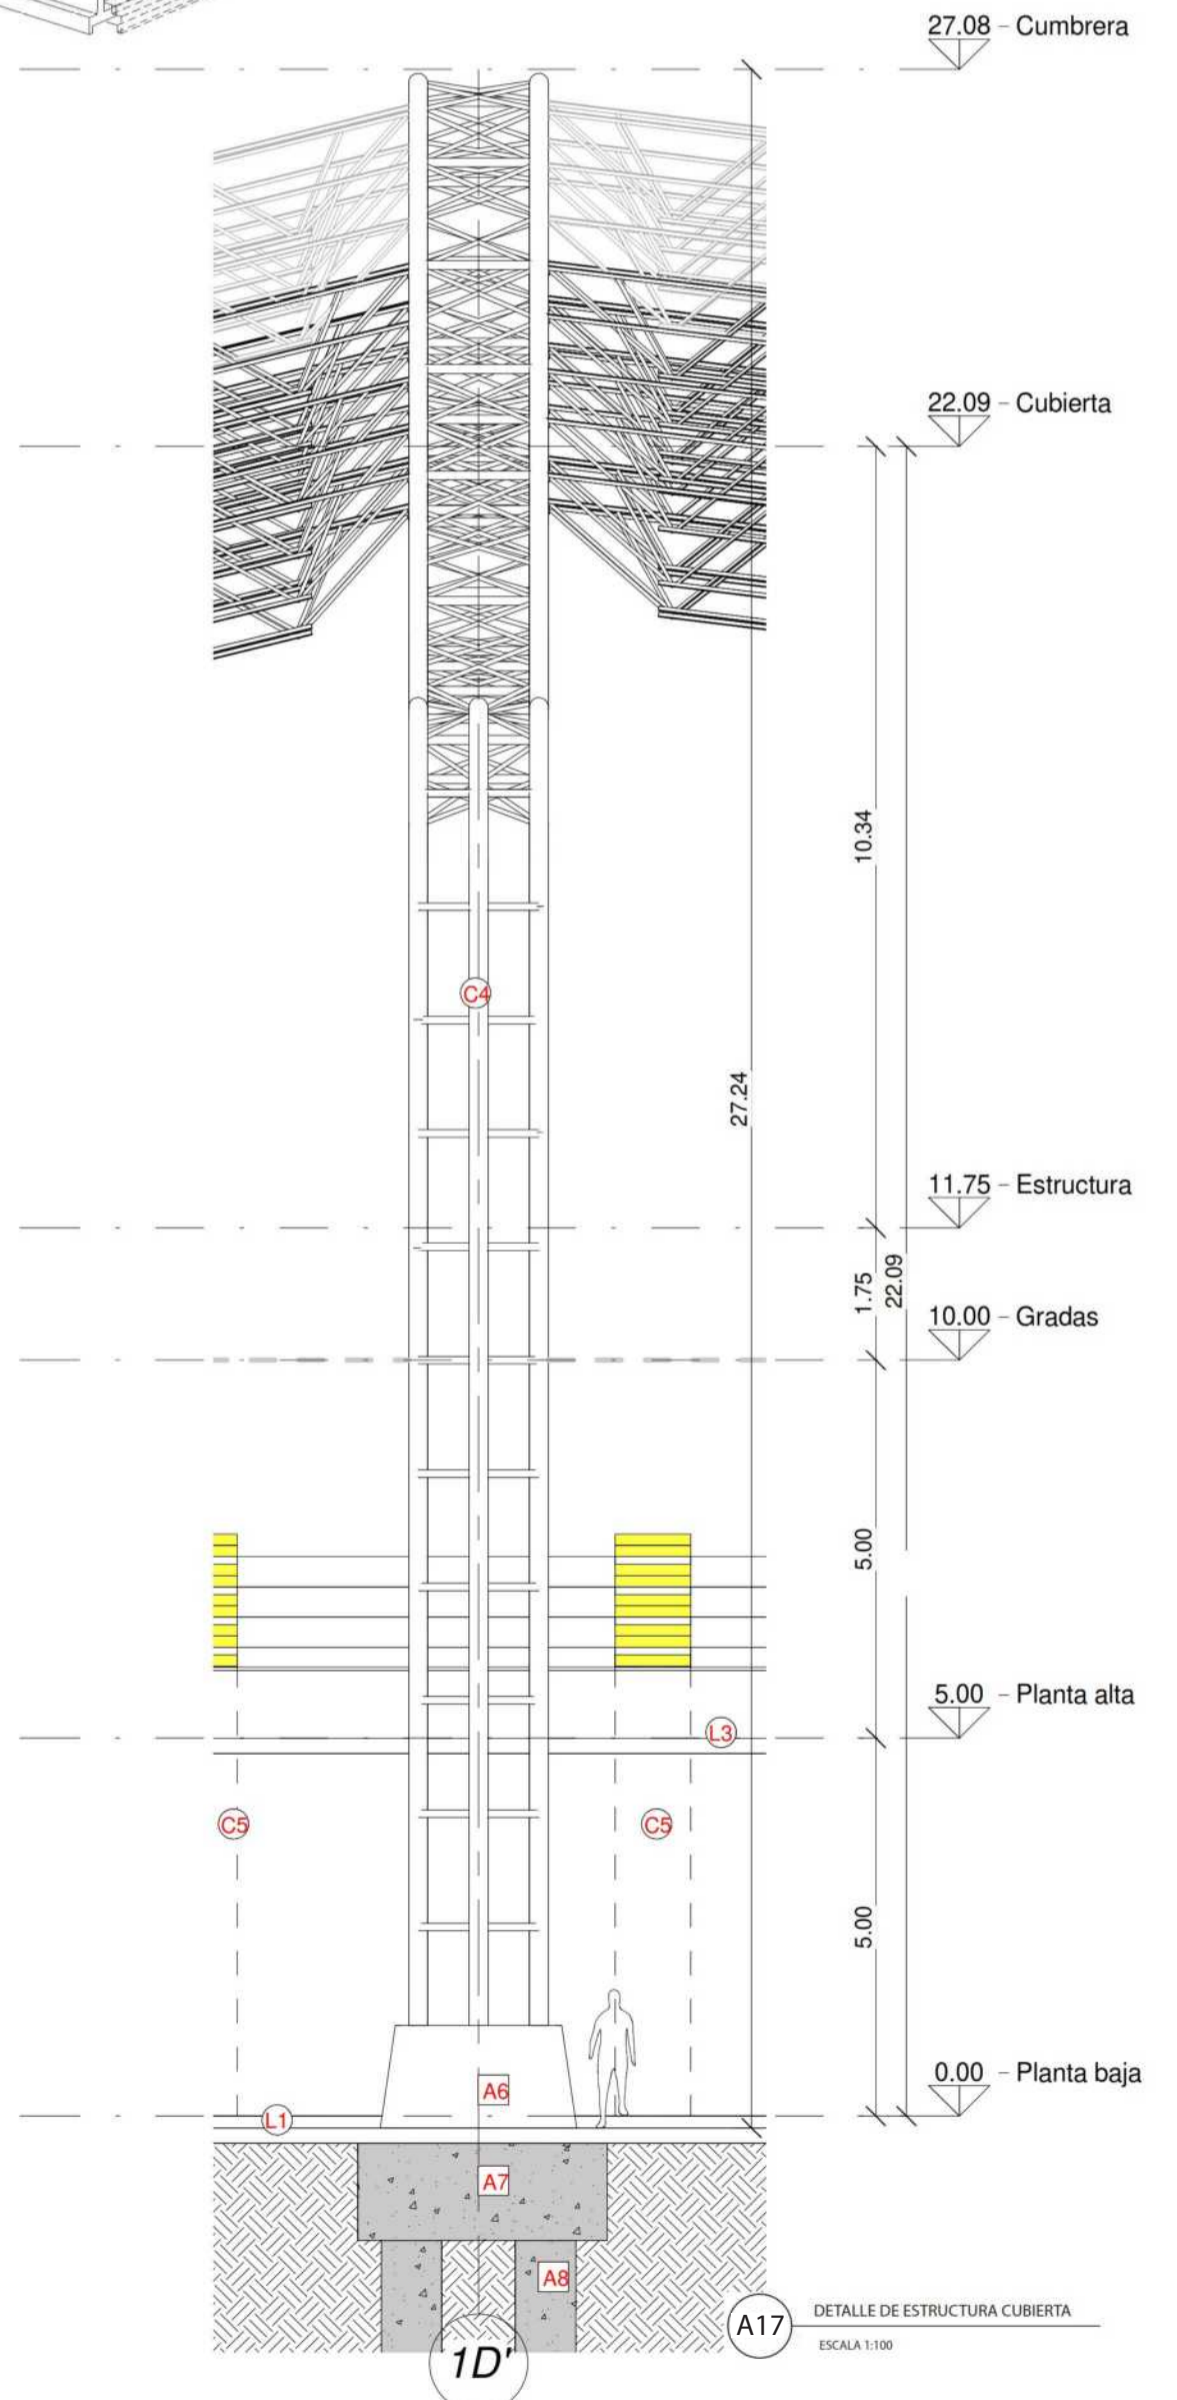 27.08 - Cumbrera
22.09 - Cubierta
10.34
C4
27.24
11.75 - Estructura
1.75
22.09
10.00 - Gradas
5.00
5.00 - Planta alta
L3
C5
C5
5.00
0.00 - Planta baja
A6
L1
A7
A8
A17
DETALLE DE ESTRUCTURA CUBIERTA
ESCALA 1:100
1D'